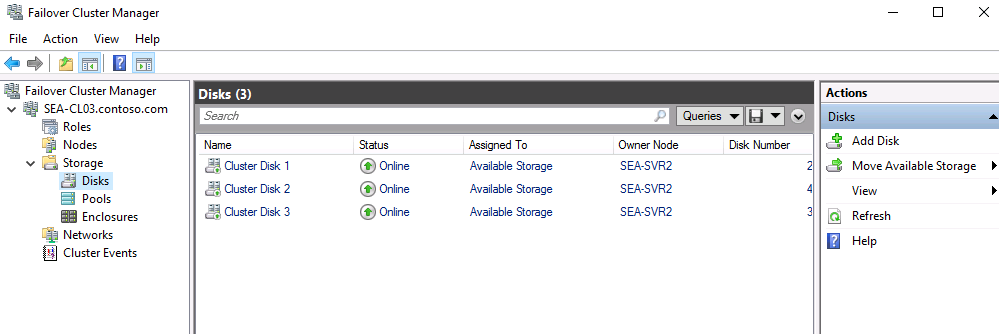 Failover Cluster Manager
File Action View Help
Failover Cluster Manager
SEA-CL03.contoso.com
Roles
Nodes
Storage
Disks
Pools
Enclosures
Networks
Cluster Events
Disks (3)
Search
Queries
Name Status Assigned To Owner Node Disk Number
Cluster Disk 1 Online Available Storage SEA-SVR2 2
Cluster Disk 2 Online Available Storage SEA-SVR2 4
Cluster Disk 3 Online Available Storage SEA-SVR2 3
Actions
Disks
Add Disk
Move Available Storage
View
Refresh
Help